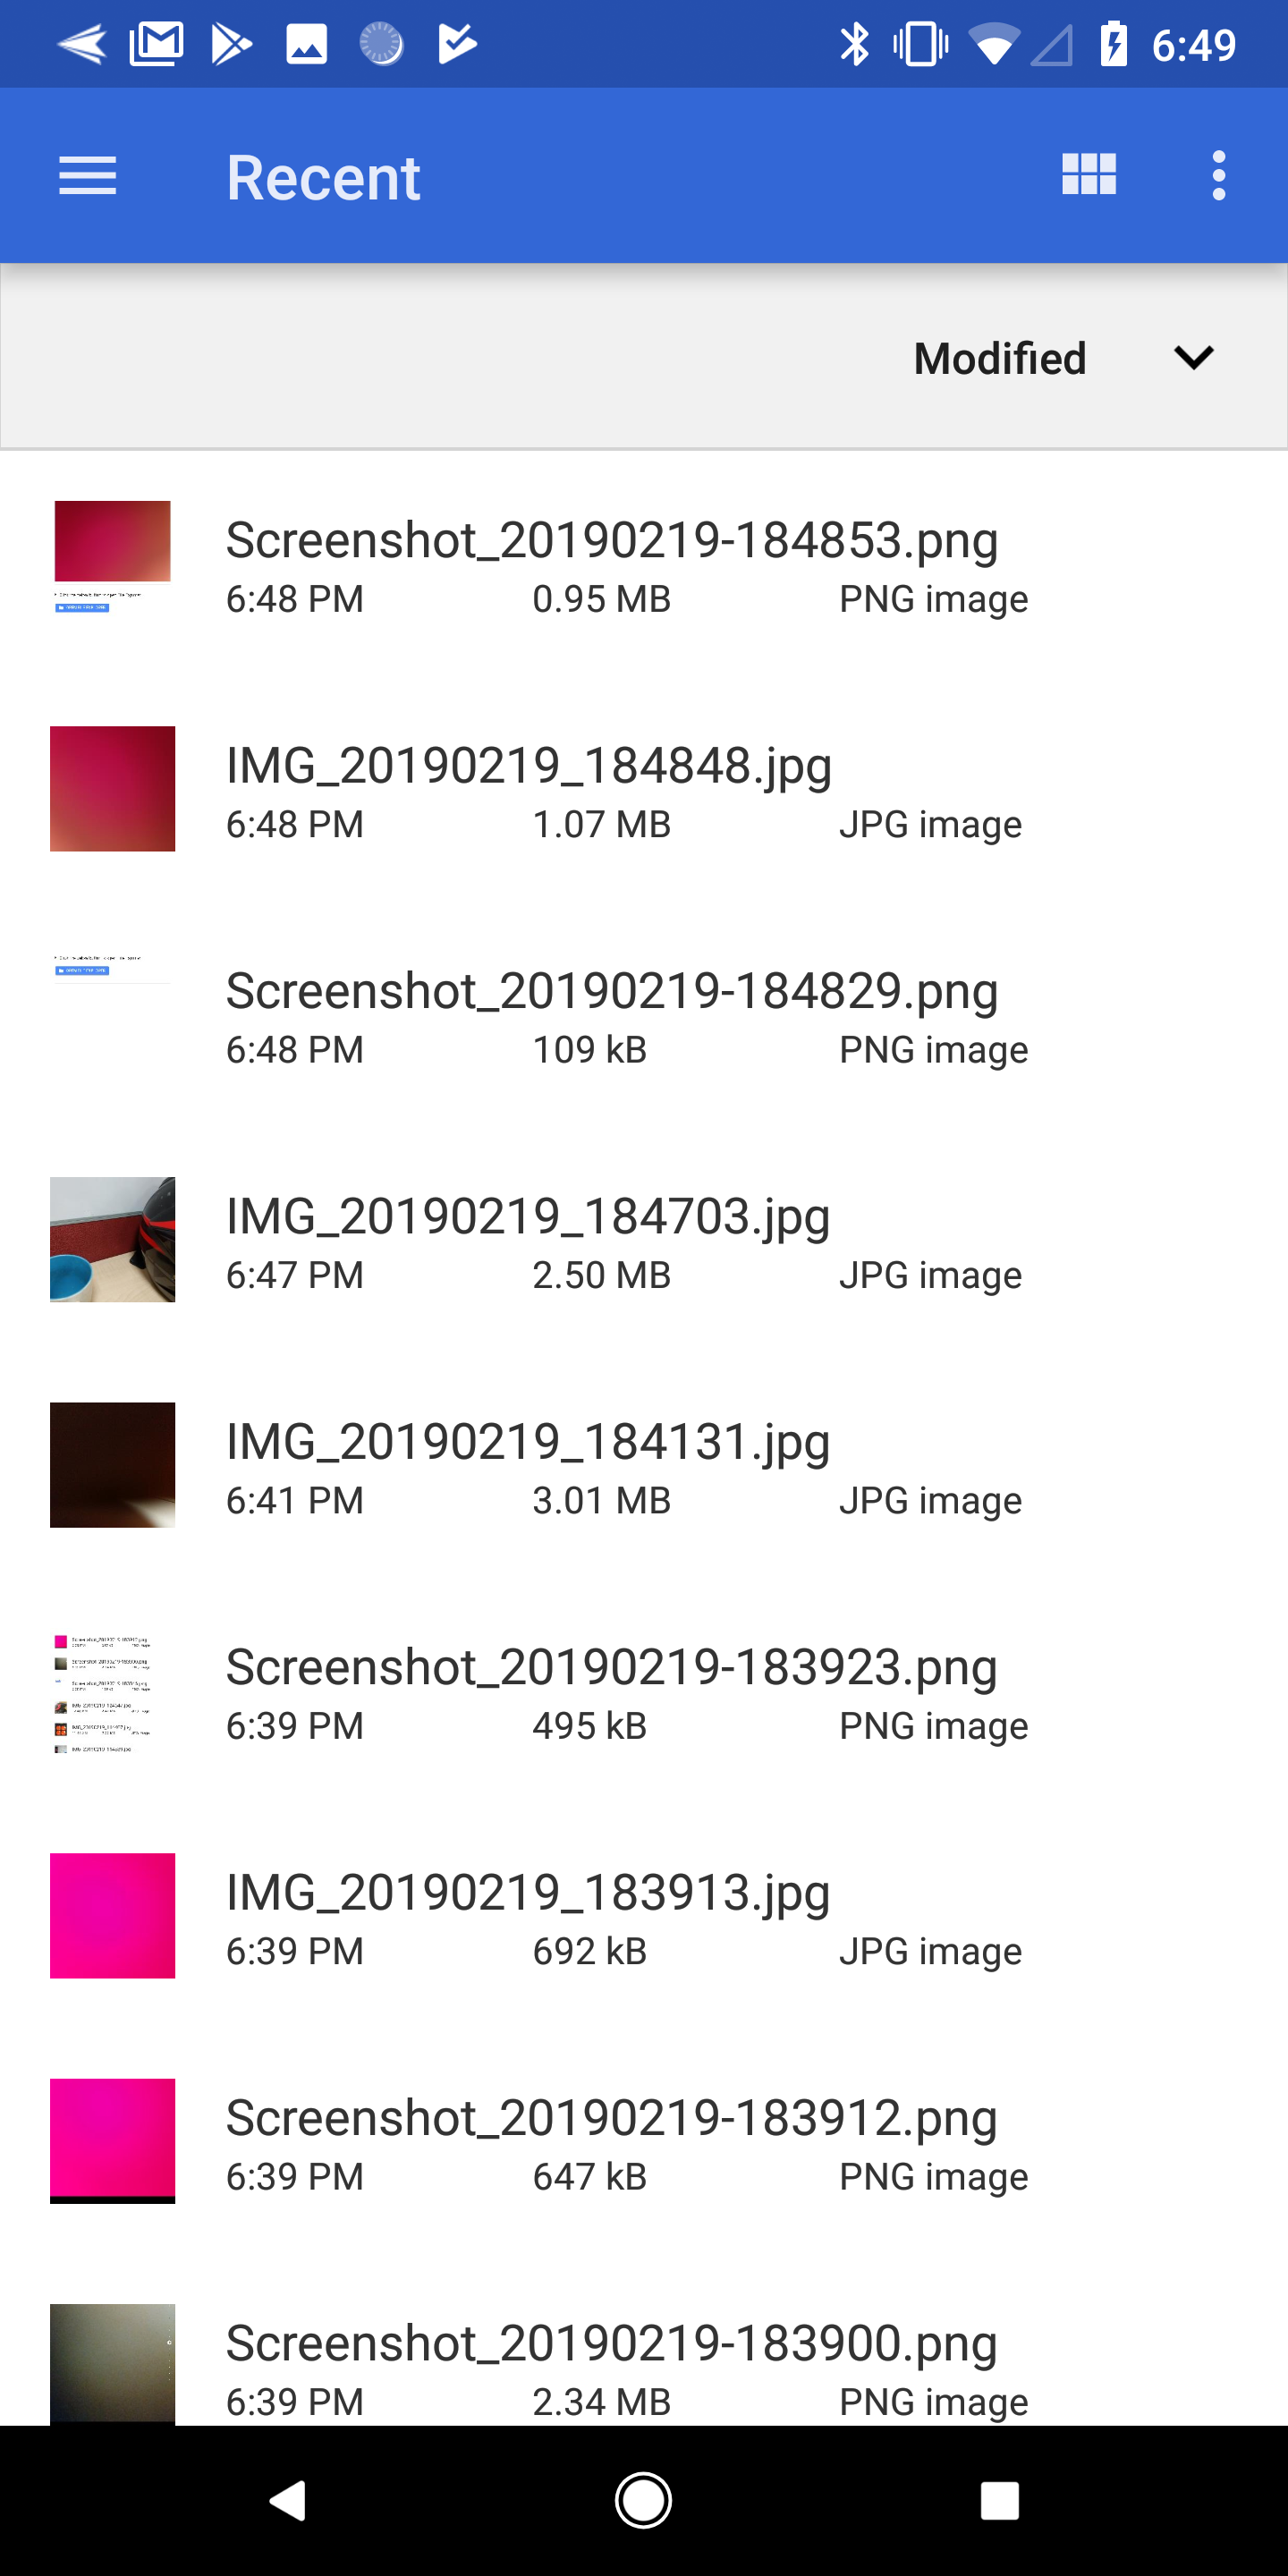 6:49
Recent
Modified
Screenshot_20190219-184853.png
6:48 PM 0.95 MB PNG image
IMG_20190219_184848.jpg
6:48 PM 1.07 MB JPG image
Screenshot_20190219-184829.png
6:48 PM 109 kB PNG image
IMG_20190219_184703.jpg
6:47 PM 2.50 MB JPG image
IMG_20190219_184131.jpg
6:41 PM 3.01 MB JPG image
Screenshot_20190219-183923.png
6:39 PM 495 kB PNG image
IMG_20190219_183913.jpg
6:39 PM 692 kB JPG image
Screenshot_20190219-183912.png
6:39 PM 647 kB PNG image
Screenshot_20190219-183900.png
6:39 PM 2.34 MB PNG image